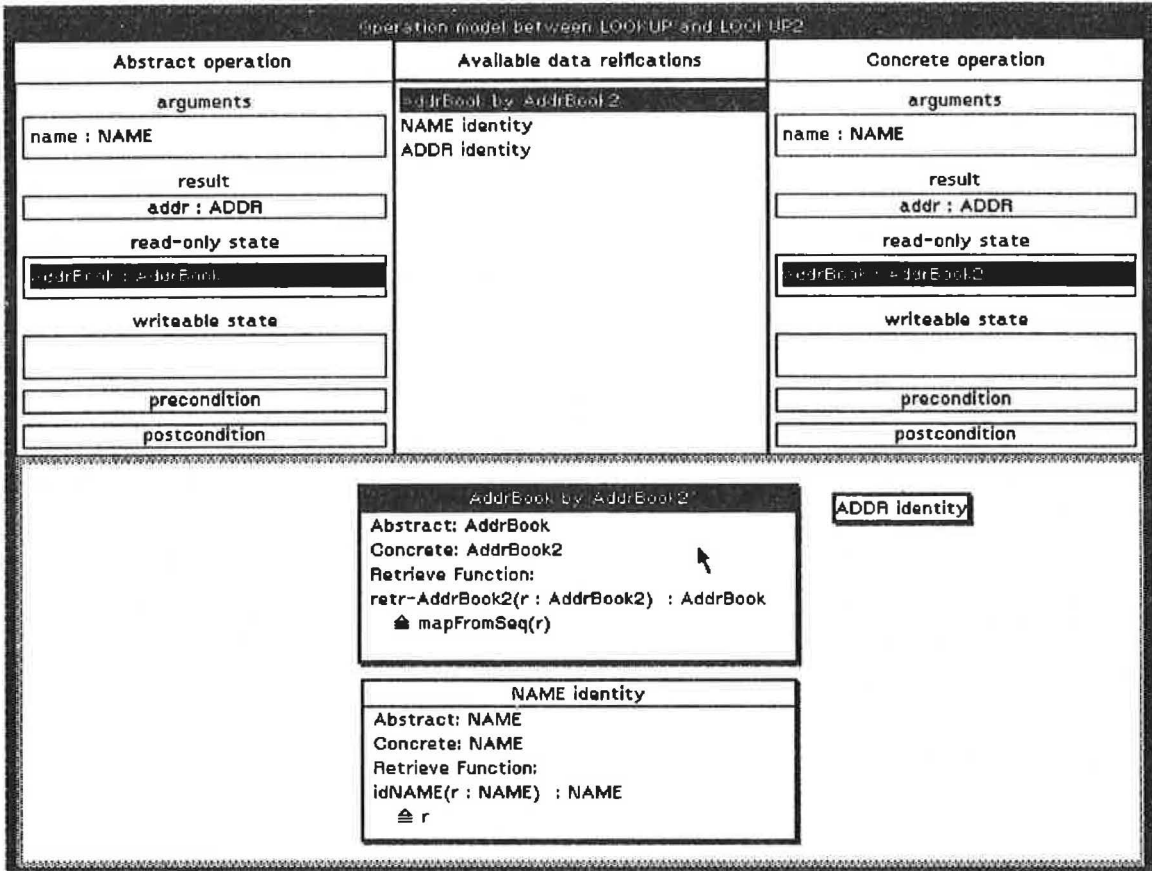 Operation model between LOOKUP and LOOKUP2
Abstract operation
arguments
name : NAME
result
addr : ADDR
read-only state
addrBook : AddrBook
writeable state
precondition
postcondition
Available data reifications
AddrBook by AddrBook2
NAME identity
ADDR identity
Concrete operation
arguments
name : NAME
result
addr : ADDR
read-only state
addrBook : AddrBook2
writeable state
precondition
postcondition
AddrBook by AddrBook2
Abstract: AddrBook
Concrete: AddrBook2
Retrieve Function:
retr-AddrBook2(r : AddrBook2) : AddrBook
≙ mapFromSeq(r)
ADDR identity
NAME identity
Abstract: NAME
Concrete: NAME
Retrieve Function:
idNAME(r : NAME) : NAME
≙ r